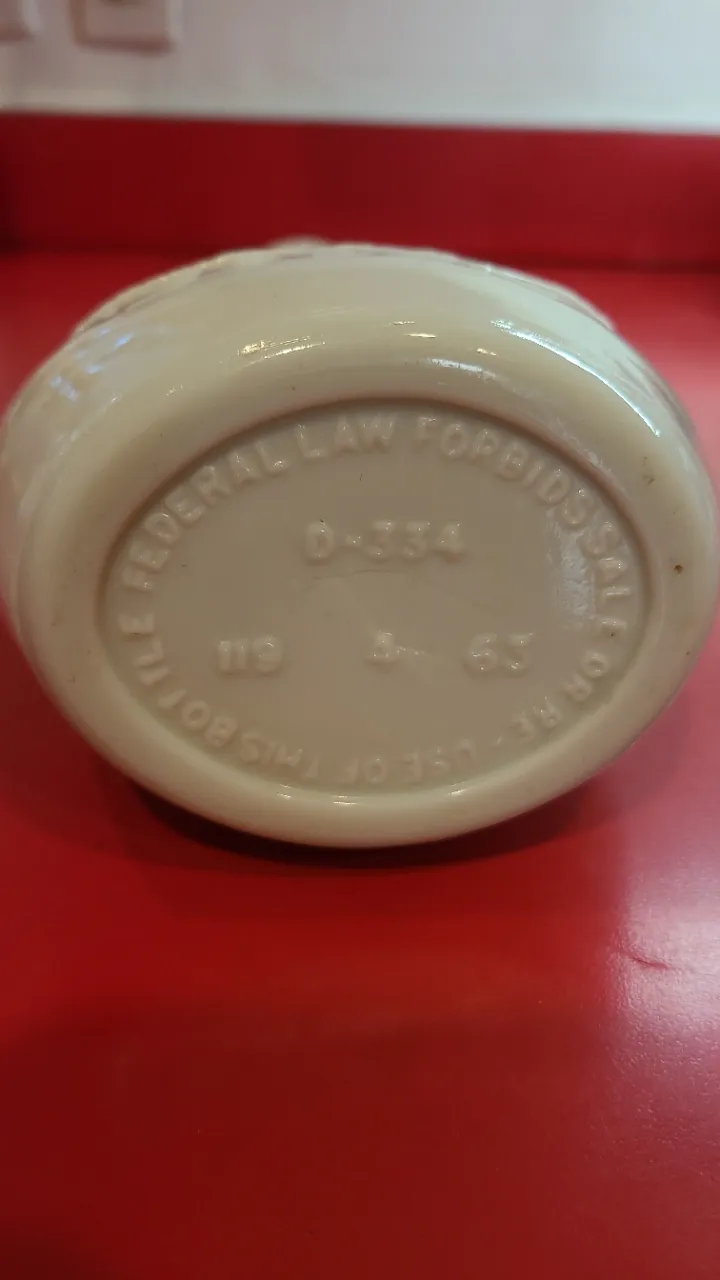 FEDERAL LAW FORBIDS SALE OR RE-USE OF THIS BOTTLE
D-334
119 63